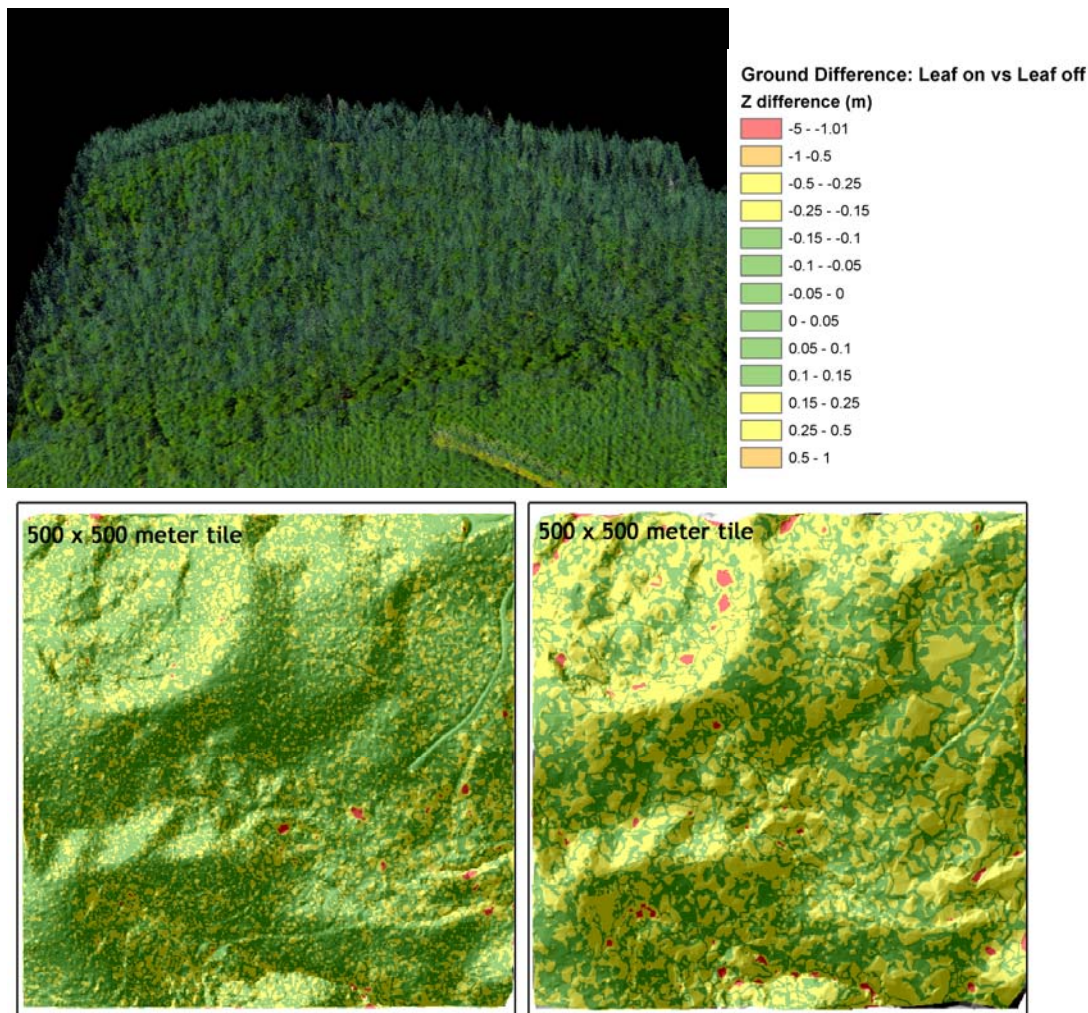 Ground Difference: Leaf on vs Leaf off
Z difference (m)
-5 - -1.01
-1 -0.5
-0.5 - -0.25
-0.25 - -0.15
-0.15 - -0.1
-0.1 - -0.05
-0.05 - 0
0 - 0.05
0.05 - 0.1
0.1 - 0.15
0.15 - 0.25
0.25 - 0.5
0.5 - 1
500 x 500 meter tile
500 x 500 meter tile